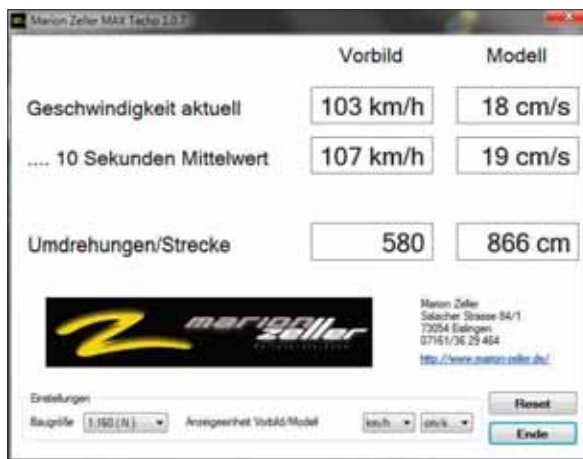 Marion Zeller MAX Tacho 1.0.7
Vorbild Modell
Geschwindigkeit aktuell 103 km/h 18 cm/s
.... 10 Sekunden Mittelwert 107 km/h 19 cm/s
Umdrehungen/Strecke 580 866 cm
marion zeller
Marion Zeller
Salacher Strasse 84/1
73054 Eislingen
07161/36 29 464
http://www.marion-zeller.de/
Einstellungen
Reset
Baugröße 1:160 ( N ) Anzeigeeinheit Vorbild/Modell km/h cm/s
Ende